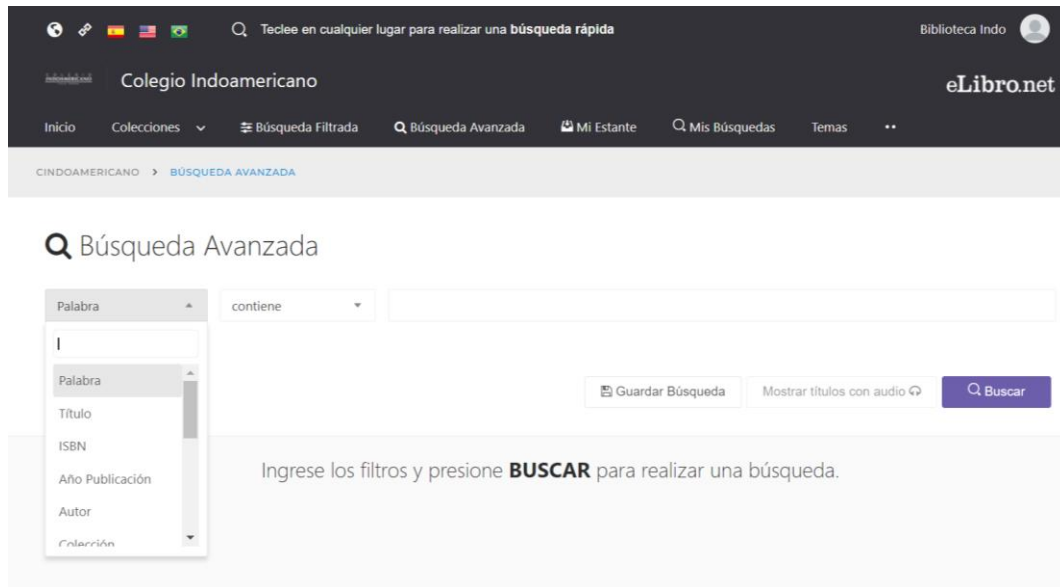 Teclee en cualquier lugar para realizar una búsqueda rápida
Biblioteca Indo
Colegio Indoamericano
eLibro.net
Inicio Colecciones Búsqueda Filtrada Búsqueda Avanzada Mi Estante Mis Búsquedas Temas
CINDOAMERICANO > BÚSQUEDA AVANZADA
Búsqueda Avanzada
Palabra contiene
Palabra
Título
ISBN
Año Publicación
Autor
Colección
Guardar Búsqueda Mostrar títulos con audio Buscar
Ingrese los filtros y presione BUSCAR para realizar una búsqueda.